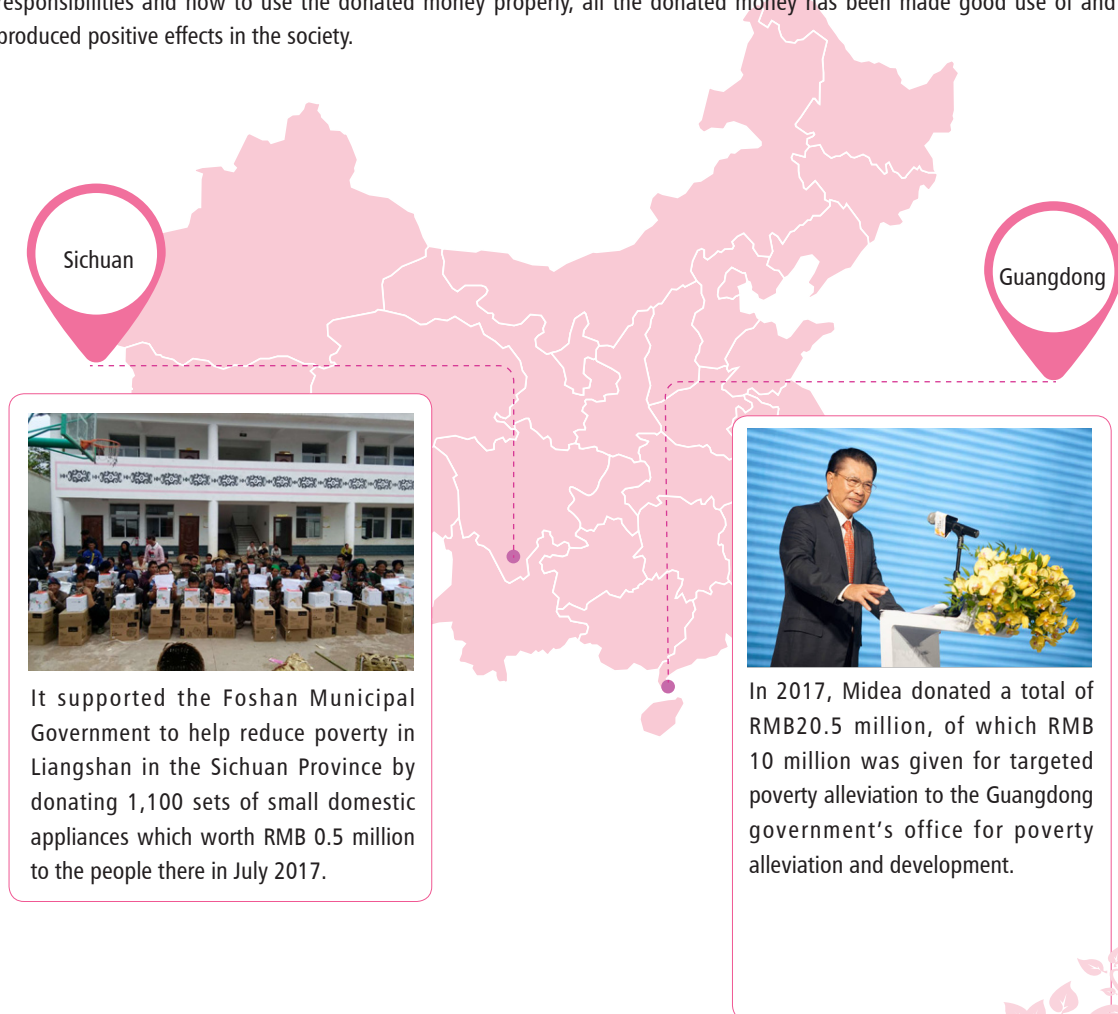 responsibilities and how to use the donated money properly, all the donated money has been made good use of and
produced positive effects in the society.
Sichuan
Guangdong
It supported the Foshan Municipal
Government to help reduce poverty in
Liangshan in the Sichuan Province by
donating 1,100 sets of small domestic
appliances which worth RMB 0.5 million
to the people there in July 2017.
In 2017, Midea donated a total of
RMB20.5 million, of which RMB
10 million was given for targeted
poverty alleviation to the Guangdong
government's office for poverty
alleviation and development.